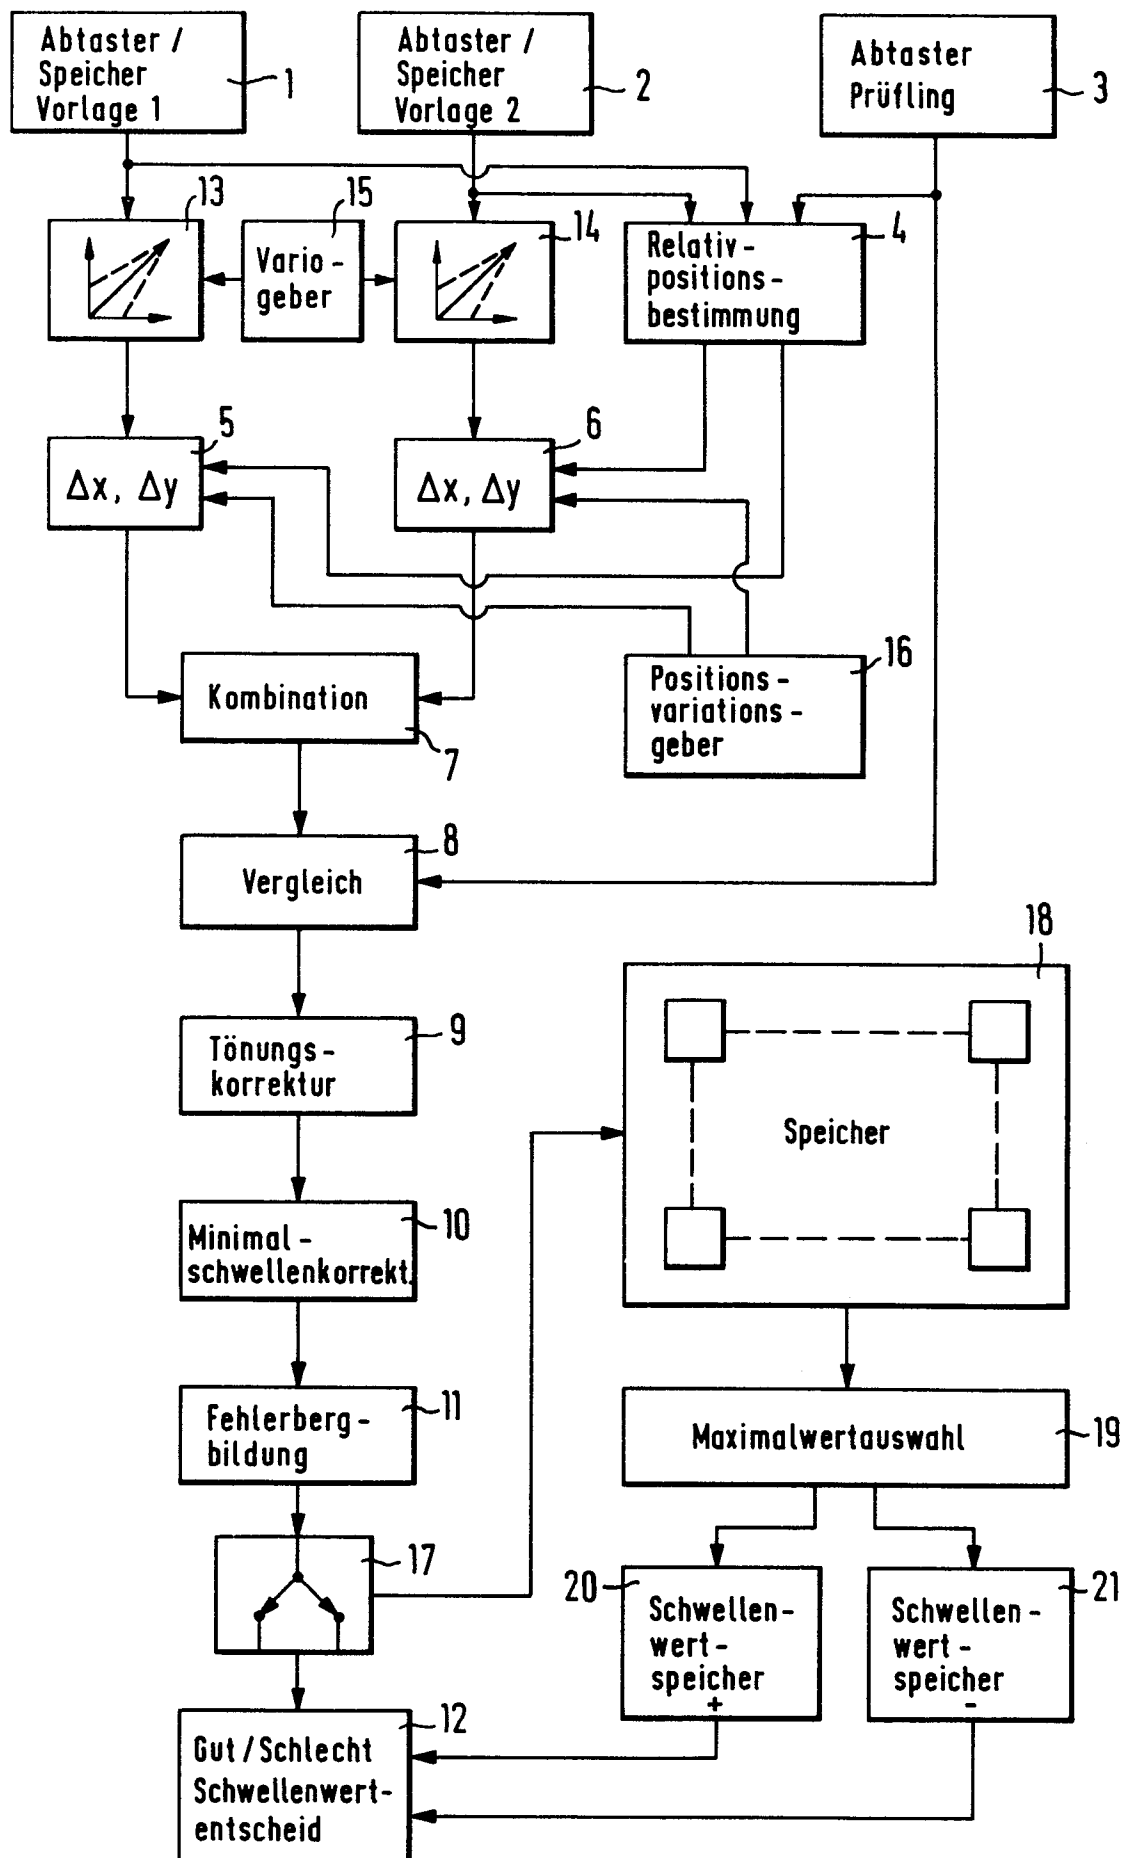 Abtaster /
Speicher
Vorlage 1
1
Abtaster /
Speicher
Vorlage 2
2
Abtaster
Prüfling
3
13
15
Vario-
geber
14
4
Relativ-
positions-
bestimmung
5
Δx, Δy
6
Δx, Δy
Kombination
7
16
Positions-
variations-
geber
8
Vergleich
9
Tönungs-
korrektur
10
Minimal-
schwellenkorrekt.
11
Fehlerberg-
bildung
17
18
Speicher
19
Maximalwertauswahl
20
Schwellen-
wert-
speicher
+
21
Schwellen-
wert-
speicher
-
12
Gut/Schlecht
Schwellenwert-
entscheid